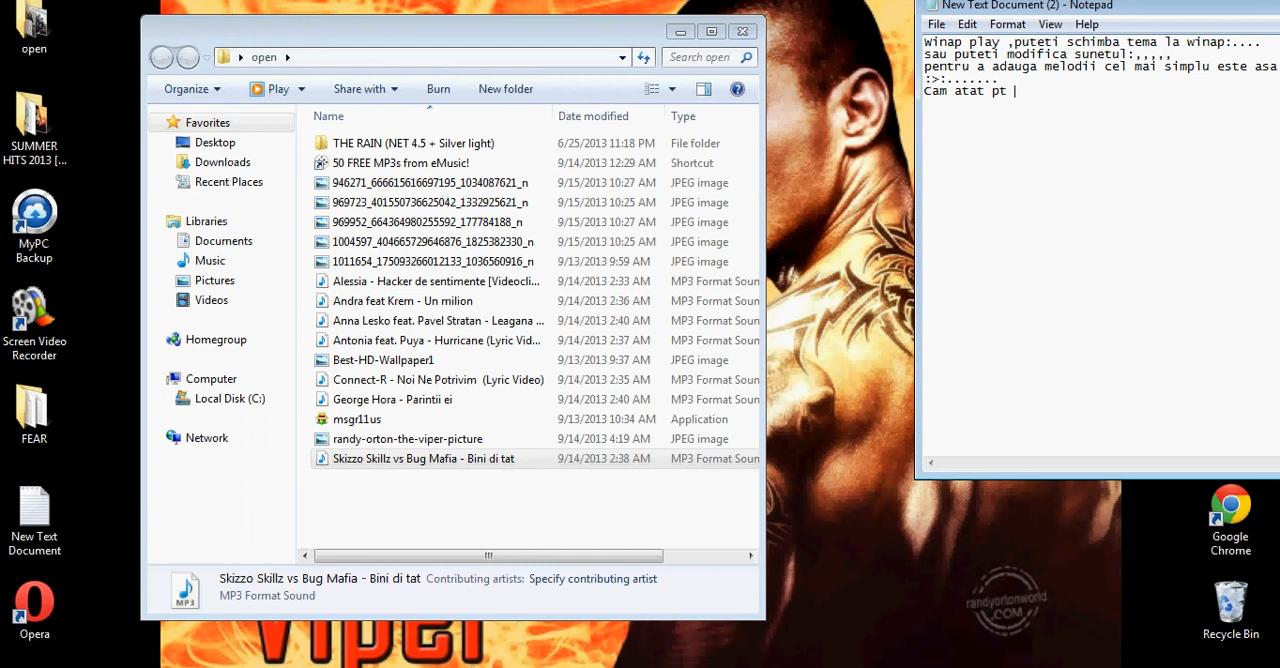 open
SUMMER
HITS 2013 [...
MyPC
Backup
Screen Video
Recorder
FEAR
New Text
Document
Opera
open
Search open
Organize
Play
Share with
Burn
New folder
Favorites
Desktop
Downloads
Recent Places
Libraries
Documents
Music
Pictures
Videos
Homegroup
Computer
Local Disk (C:)
Network
Name Date modified Type
THE RAIN (NET 4.5 + Silver light) 6/25/2013 11:18 PM File folder
50 FREE MP3s from eMusic! 9/14/2013 12:29 AM Shortcut
946271_666615616697195_1034087621_n 9/15/2013 10:27 AM JPEG image
969723_401550736625042_1332925621_n 9/15/2013 10:25 AM JPEG image
969952_664364980255592_177784188_n 9/15/2013 10:27 AM JPEG image
1004597_404665729646876_1825382330_n 9/15/2013 10:25 AM JPEG image
1011654_175093266012133_1036560916_n 9/13/2013 9:59 AM JPEG image
Alessia - Hacker de sentimente [Videocli... 9/14/2013 2:33 AM MP3 Format Soun
Andra feat Krem - Un milion 9/14/2013 2:36 AM MP3 Format Soun
Anna Lesko feat. Pavel Stratan - Leagana ... 9/14/2013 2:40 AM MP3 Format Soun
Antonia feat. Puya - Hurricane (Lyric Vid... 9/14/2013 2:37 AM MP3 Format Soun
Best-HD-Wallpaper1 9/13/2013 9:37 AM JPEG image
Connect-R - Noi Ne Potrivim (Lyric Video) 9/14/2013 2:35 AM MP3 Format Soun
George Hora - Parintii ei 9/14/2013 2:40 AM MP3 Format Soun
msgr11us 9/13/2013 10:34 AM Application
randy-orton-the-viper-picture 9/14/2013 4:19 AM JPEG image
Skizzo Skillz vs Bug Mafia - Bini di tat 9/14/2013 2:38 AM MP3 Format Soun
Skizzo Skillz vs Bug Mafia - Bini di tat Contributing artists: Specify contributing artist
MP3 Format Sound
MP3
New Text Document (2) - Notepad
File Edit Format View Help
Winap play ,puteti schimba tema la winap:....
sau puteti modifica sunetul:,,,,,
pentru a adauga melodii cel mai simplu este asa
:>:.......
Cam atat pt
Google
Chrome
Recycle Bin
Viper
randyortonworld
.COM